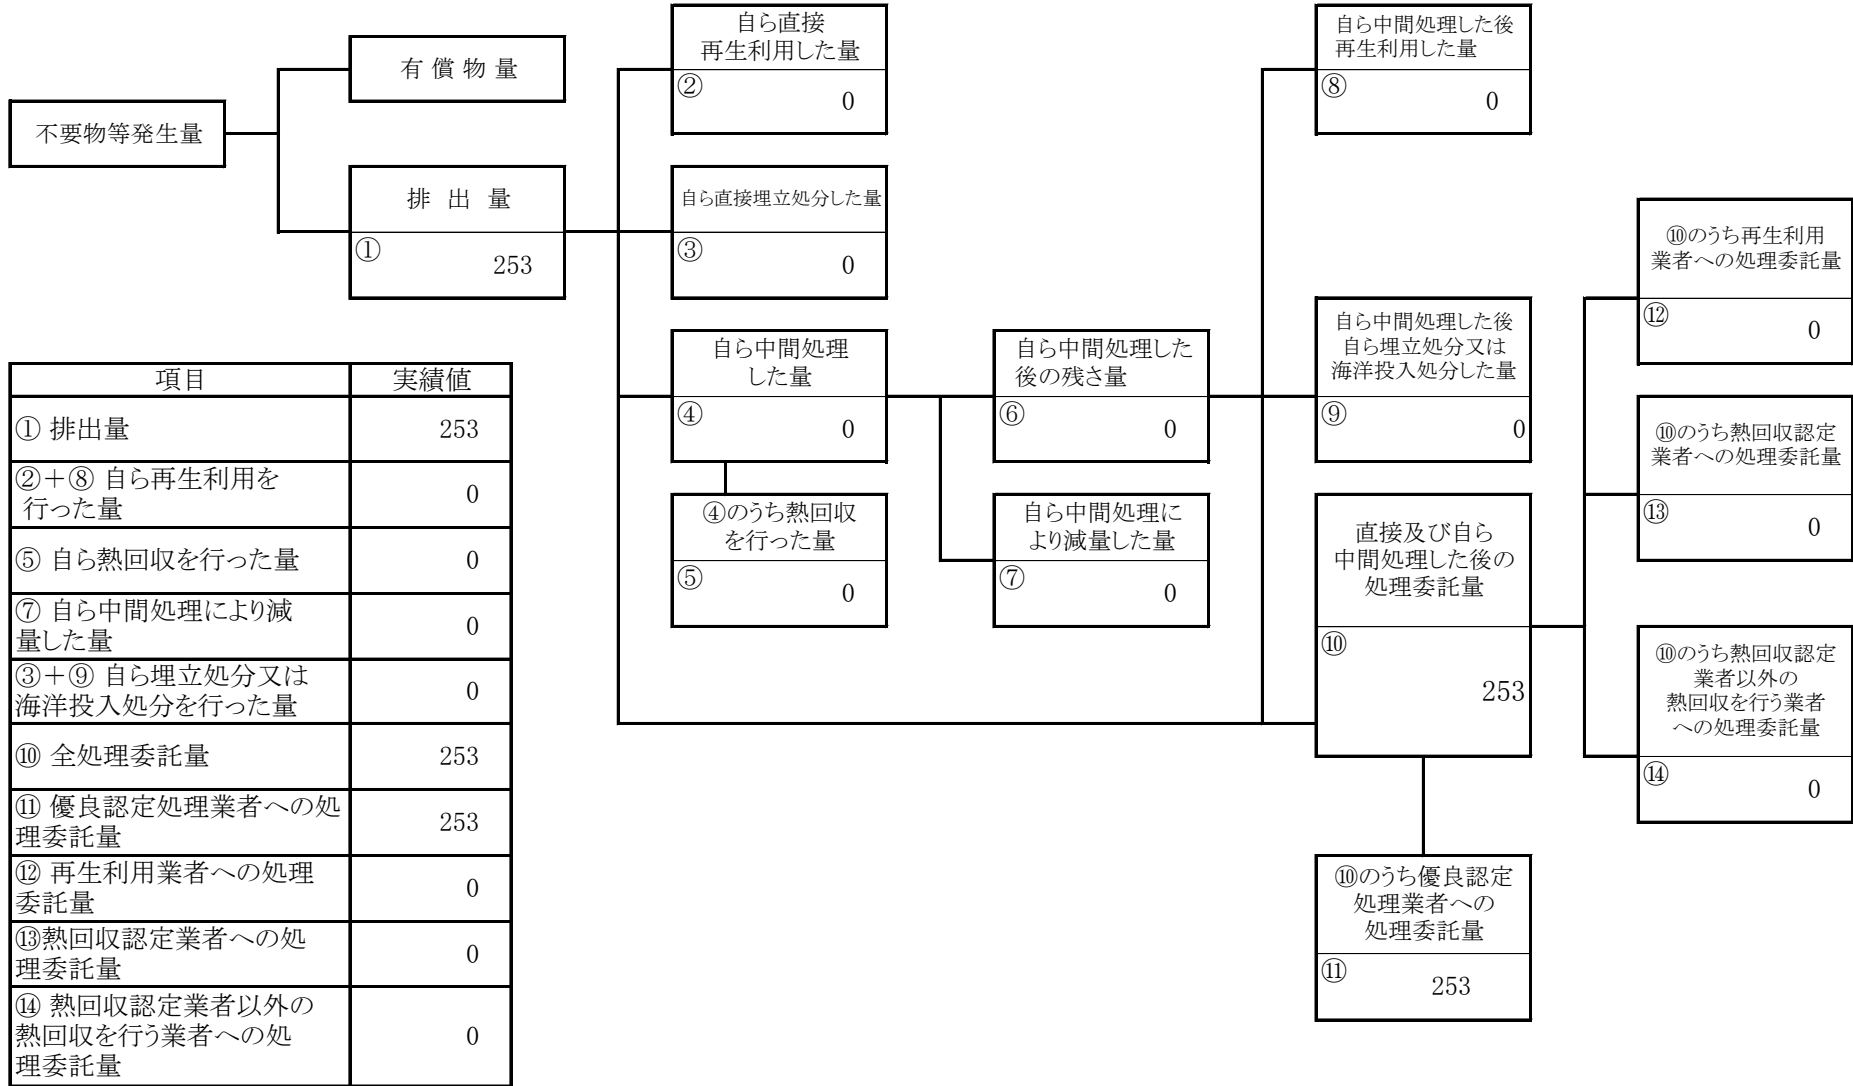 不要物等発生量
有 償 物 量
排 出 量
①
253
自ら直接
再生利用した量
②
0
自ら直接埋立処分した量
③
0
自ら中間処理
した量
④
0
④のうち熱回収
を行った量
⑤
0
自ら中間処理した
後の残さ量
⑥
0
自ら中間処理に
より減量した量
⑦
0
自ら中間処理した後
再生利用した量
⑧
0
自ら中間処理した後
自ら埋立処分又は
海洋投入処分した量
⑨
0
直接及び自ら
中間処理した後の
処理委託量
⑩
253
⑩のうち優良認定
処理業者への
処理委託量
⑪
253
⑩のうち再生利用
業者への処理委託量
⑫
0
⑩のうち熱回収認定
業者への処理委託量
⑬
0
⑩のうち熱回収認定
業者以外の
熱回収を行う業者
への処理委託量
⑭
0
項目 実績値
① 排出量 253
②＋⑧ 自ら再生利用を
行った量 0
⑤ 自ら熱回収を行った量 0
⑦ 自ら中間処理により減
量した量 0
③＋⑨ 自ら埋立処分又は
海洋投入処分を行った量 0
⑩ 全処理委託量 253
⑪ 優良認定処理業者への処
理委託量 253
⑫ 再生利用業者への処理
委託量 0
⑬熱回収認定業者への処
理委託量 0
⑭ 熱回収認定業者以外の
熱回収を行う業者への処
理委託量 0